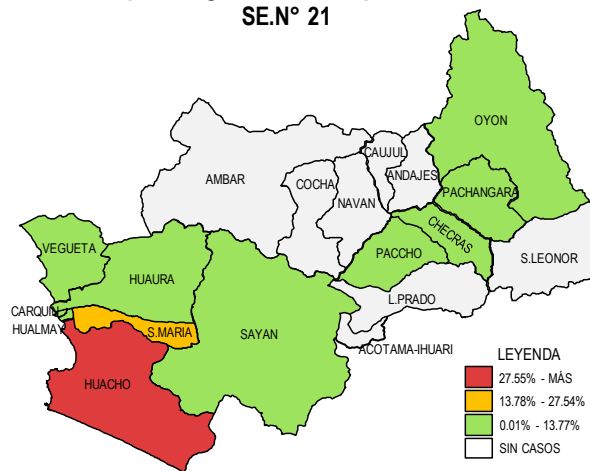 SE.N° 21
OYON
CAUJUL
ANDAJES
AMBAR
COCHA
NAVAN
PACHANGARA
CHECRAS
VEGUETA
PACCHO
S.LEONOR
HUAURA
L.PRADO
CARQUIL
HUALMAY
S.MARIA
SAYAN
ACOTAMA-IHUARI
HUACHO
LEYENDA
27.55% - MÁS
13.78% - 27.54%
0.01% - 13.77%
SIN CASOS